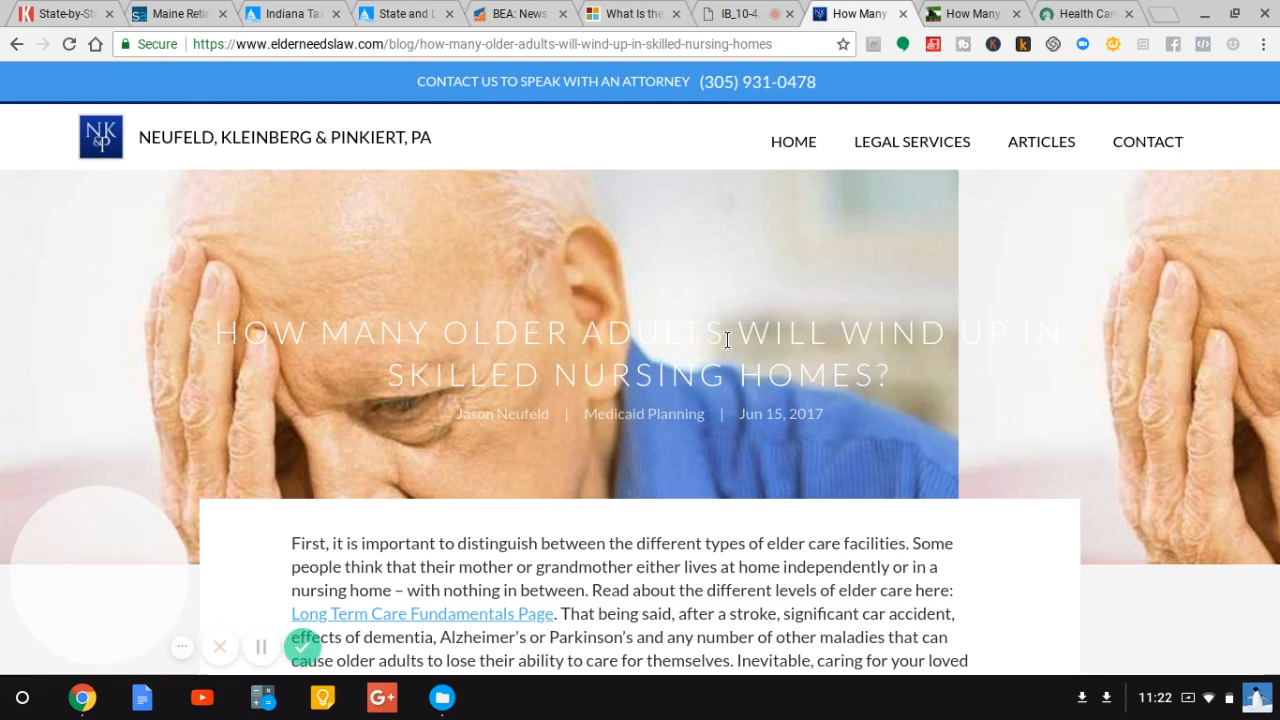 State-by-St
Maine Retir
Indiana Tax
State and L
BEA: News
What Is the
IB_10-4.
How Many
How Many
Health Car
Secure
https://www.elderneedslaw.com/blog/how-many-older-adults-will-wind-up-in-skilled-nursing-homes
CONTACT US TO SPEAK WITH AN ATTORNEY (305) 931-0478
NK
&P
NEUFELD, KLEINBERG & PINKIERT, PA
HOME LEGAL SERVICES ARTICLES CONTACT
HOW MANY OLDER ADULTS WILL WIND UP IN
SKILLED NURSING HOMES?
Jason Neufeld | Medicaid Planning | Jun 15, 2017
First, it is important to distinguish between the different types of elder care facilities. Some
people think that their mother or grandmother either lives at home independently or in a
nursing home – with nothing in between. Read about the different levels of elder care here:
Long Term Care Fundamentals Page. That being said, after a stroke, significant car accident,
effects of dementia, Alzheimer's or Parkinson's and any number of other maladies that can
cause older adults to lose their ability to care for themselves. Inevitable, caring for your loved
G+
11:22